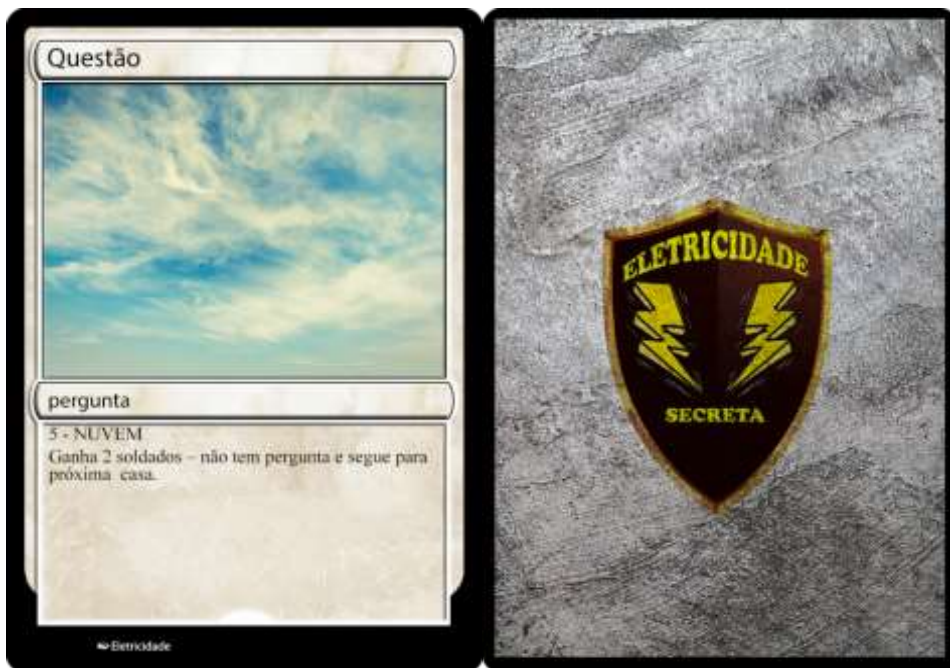 Questão
pergunta
5 - NUVEM
Ganha 2 soldados – não tem pergunta e segue para
próxima casa.
Eletricidade
ELETRICIDADE
SECRETA